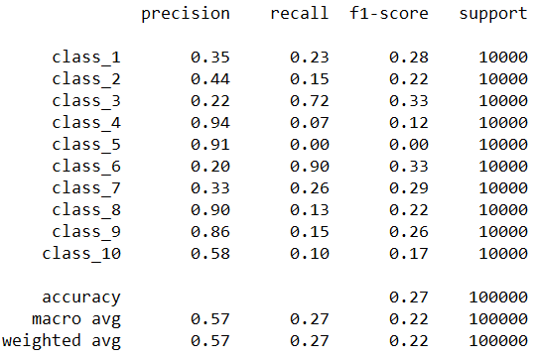 precision recall f1-score support
class_1 0.35 0.23 0.28 10000
class_2 0.44 0.15 0.22 10000
class_3 0.22 0.72 0.33 10000
class_4 0.94 0.07 0.12 10000
class_5 0.91 0.00 0.00 10000
class_6 0.20 0.90 0.33 10000
class_7 0.33 0.26 0.29 10000
class_8 0.90 0.13 0.22 10000
class_9 0.86 0.15 0.26 10000
class_10 0.58 0.10 0.17 10000
accuracy 0.27 100000
macro avg 0.57 0.27 0.22 100000
weighted avg 0.57 0.27 0.22 100000